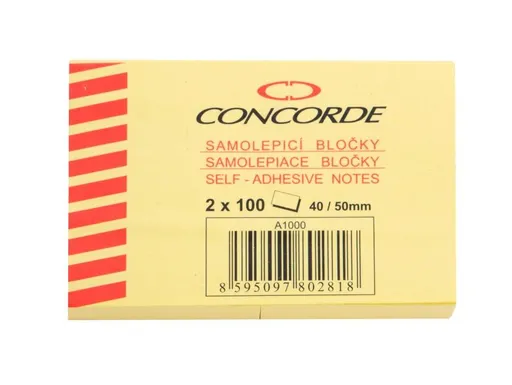 CONCORDE
SAMOLEPICÍ BLOČKY
SAMOLEPIACE BLOČKY
SELF - ADHESIVE NOTES
2 x 100 40 / 50mm
A1000
8 595097 802818